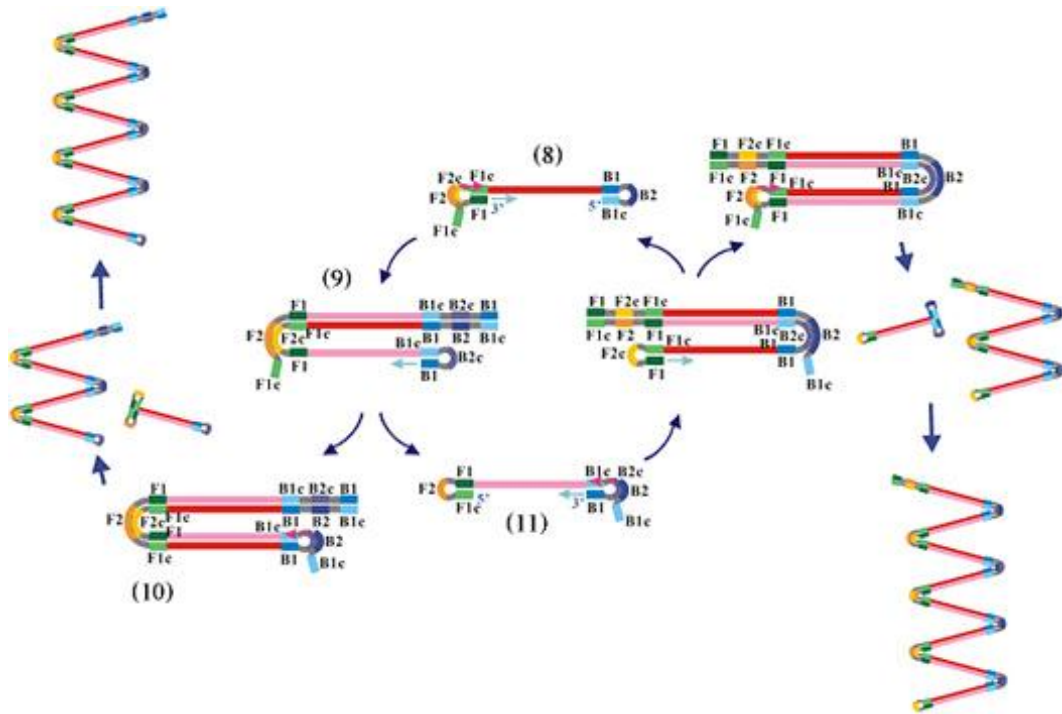 (8)
F2c F1c
F2
F1
3'
F1c
B1
B2
5'
B1c
F1 F2c F1c
F1c F2 F1
F1c
F2
F1
F1c
B1
B1c
B2c
B2
B1
B1c
(9)
F1
F2
F2c F1c
F1
F1c
B1c B2c B1
B2 B1c
B1c
B2c
B1
F1 F2c F1c
F1c F2 F1
F1c
F2c
F1
B1
B1c
B2c
B2
B1
B1c
F1
F2
F2c F1c
F1
F1c
B1c B2c B1
B1 B2 B1c
B1c
B2
B1
B1c
(10)
F1
F2
F1c
5'
B1c B2c
B2
3'
B1
B1c
(11)